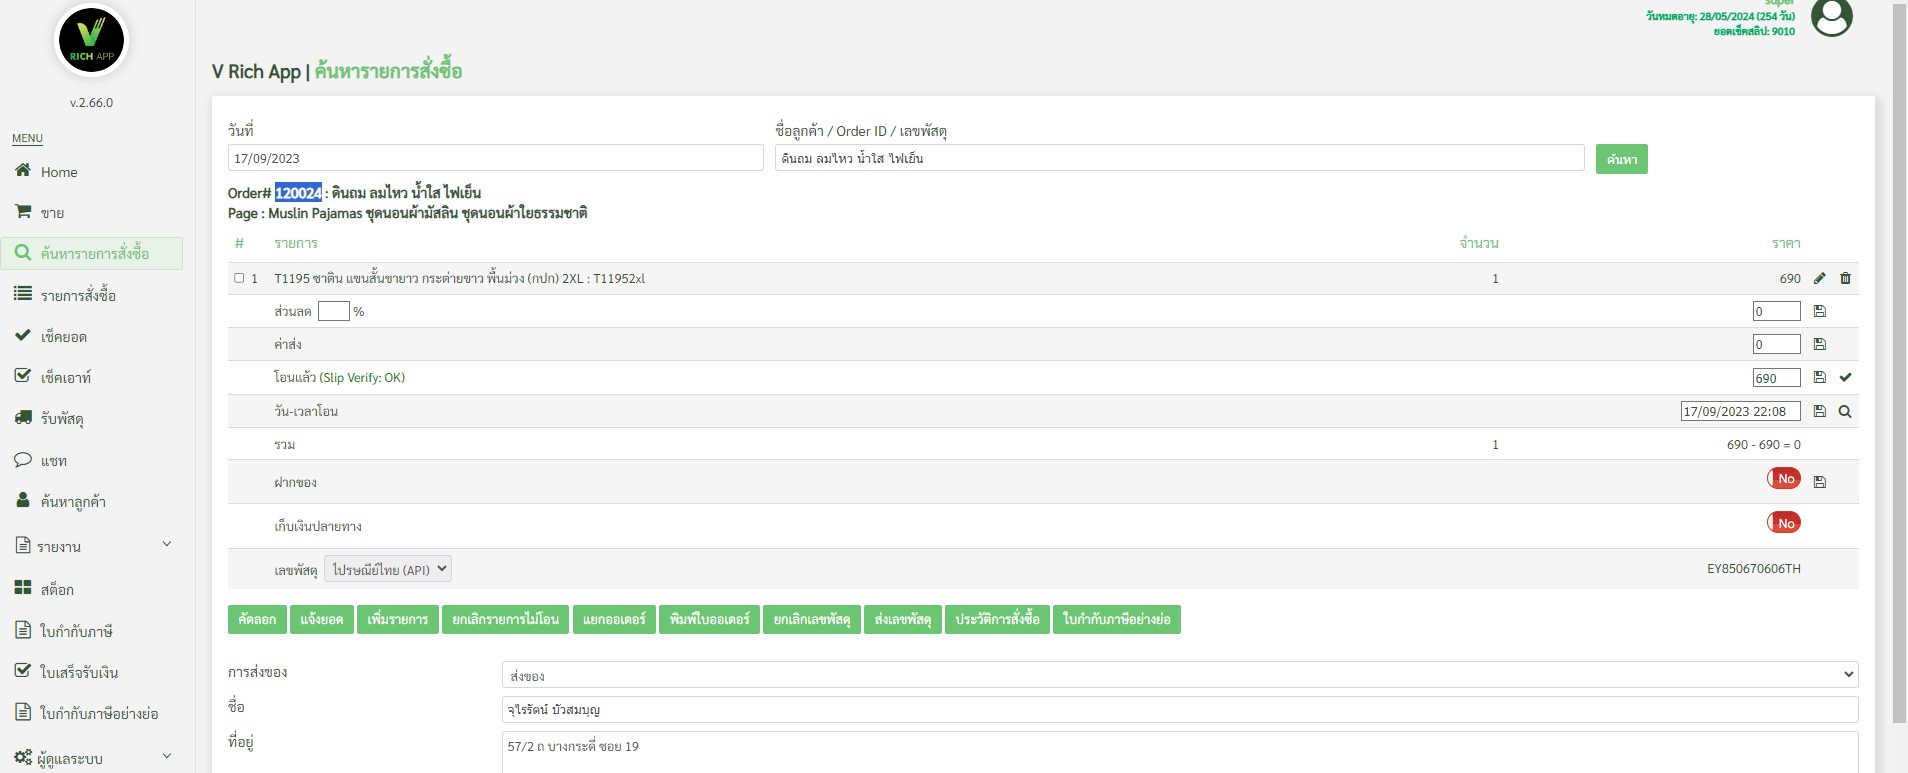 V
RICH APP
v.2.66.0
MENU
Home
ขาย
ค้นหารายการสั่งซื้อ
รายการสั่งซื้อ
เช็คยอด
เช็คเอาท์
รับพัสดุ
แชท
ค้นหาลูกค้า
รายงาน
สต็อก
ใบกำกับภาษี
ใบเสร็จรับเงิน
ใบกำกับภาษีอย่างย่อ
ผู้ดูแลระบบ
super
วันหมดอายุ: 28/05/2024 (254 วัน)
ยอดเช็คสลิป: 9010
V Rich App | ค้นหารายการสั่งซื้อ
วันที่ ชื่อลูกค้า / Order ID / เลขพัสดุ
17/09/2023 ดินถม ลมไหว น้ำใส ไฟเย็น ค้นหา
Order# 120024 : ดินถม ลมไหว น้ำใส ไฟเย็น
Page : Muslin Pajamas ชุดนอนผ้ามัสลิน ชุดนอนผ้าใยธรรมชาติ
# รายการ จำนวน ราคา
1 T1195 ซาติน แขนสั้นขายาว กระต่ายขาว พื้นม่วง (กปก) 2XL : T11952xl 1 690
ส่วนลด % 0
ค่าส่ง 0
โอนแล้ว (Slip Verify: OK) 690
วัน-เวลาโอน 17/09/2023 22:08
รวม 1 690 - 690 = 0
ฝากของ No
เก็บเงินปลายทาง No
เลขพัสดุ ไปรษณีย์ไทย (API) EY850670606TH
คัดลอก แจ้งยอด เพิ่มรายการ ยกเลิกรายการไม่โอน แยกออเดอร์ พิมพ์ใบออเดอร์ ยกเลิกเลขพัสดุ ส่งเลขพัสดุ ประวัติการสั่งซื้อ ใบกำกับภาษีอย่างย่อ
การส่งของ ส่งของ
ชื่อ จุไรรัตน์ บัวสมบุญ
ที่อยู่ 57/2 ถ บางกระดี่ ซอย 19